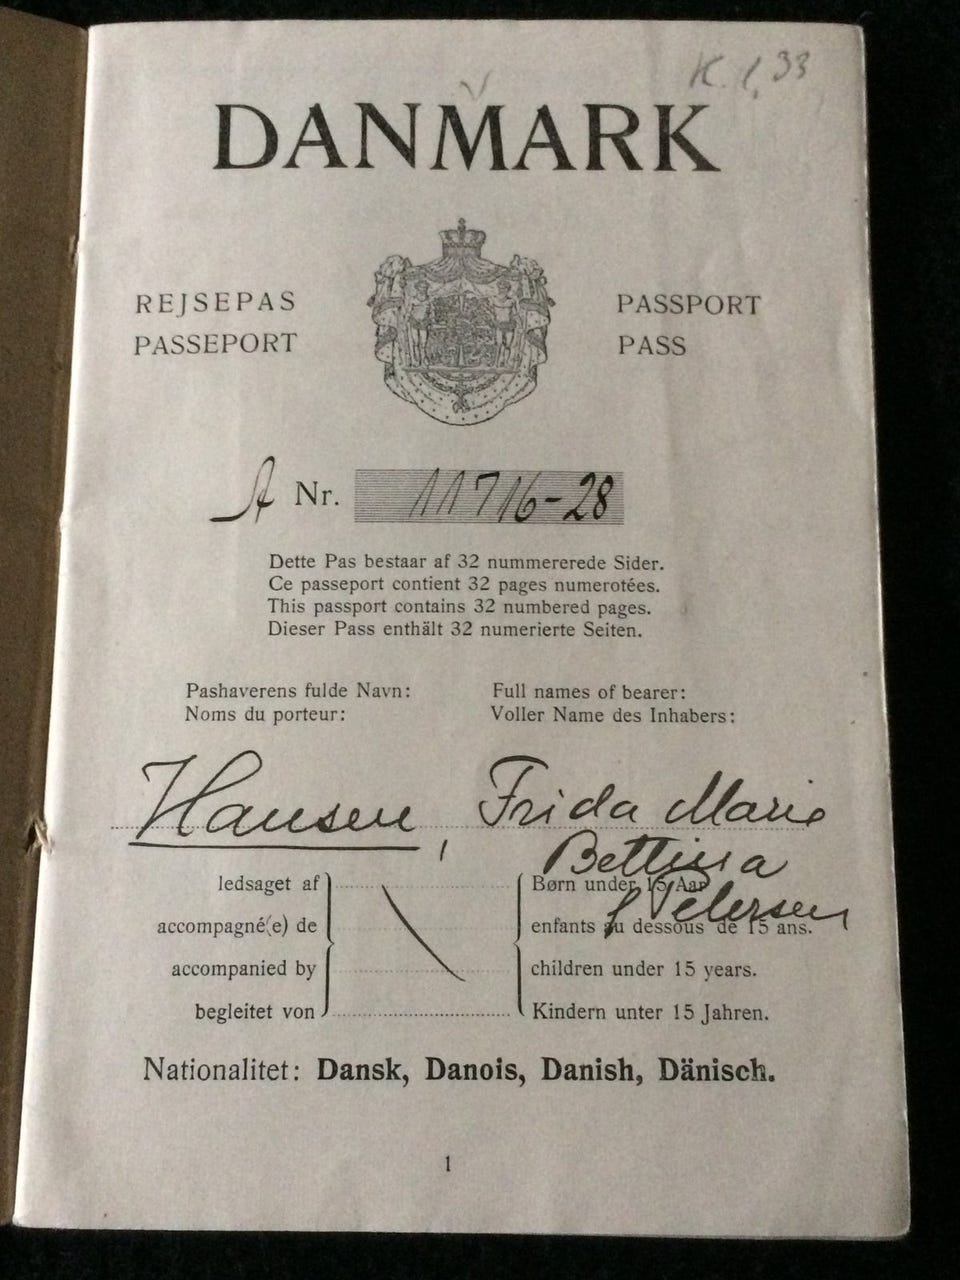 K. 1, 33
DANMARK
REJSEPAS
PASSEPORT
PASSPORT
PASS
A Nr. 11716-28
Dette Pas bestaar af 32 nummererede Sider.
Ce passeport contient 32 pages numerotées.
This passport contains 32 numbered pages.
Dieser Pass enthält 32 numerierte Seiten.
Pashaverens fulde Navn:
Noms du porteur:
Full names of bearer:
Voller Name des Inhabers:
Hansen, Frida Marie
Bettina
f Petersen
ledsaget af
accompagné(e) de
accompanied by
begleitet von
Børn under 15 Aar
enfants au dessous de 15 ans.
children under 15 years.
Kindern unter 15 Jahren.
Nationalitet: Dansk, Danois, Danish, Dänisch.
1